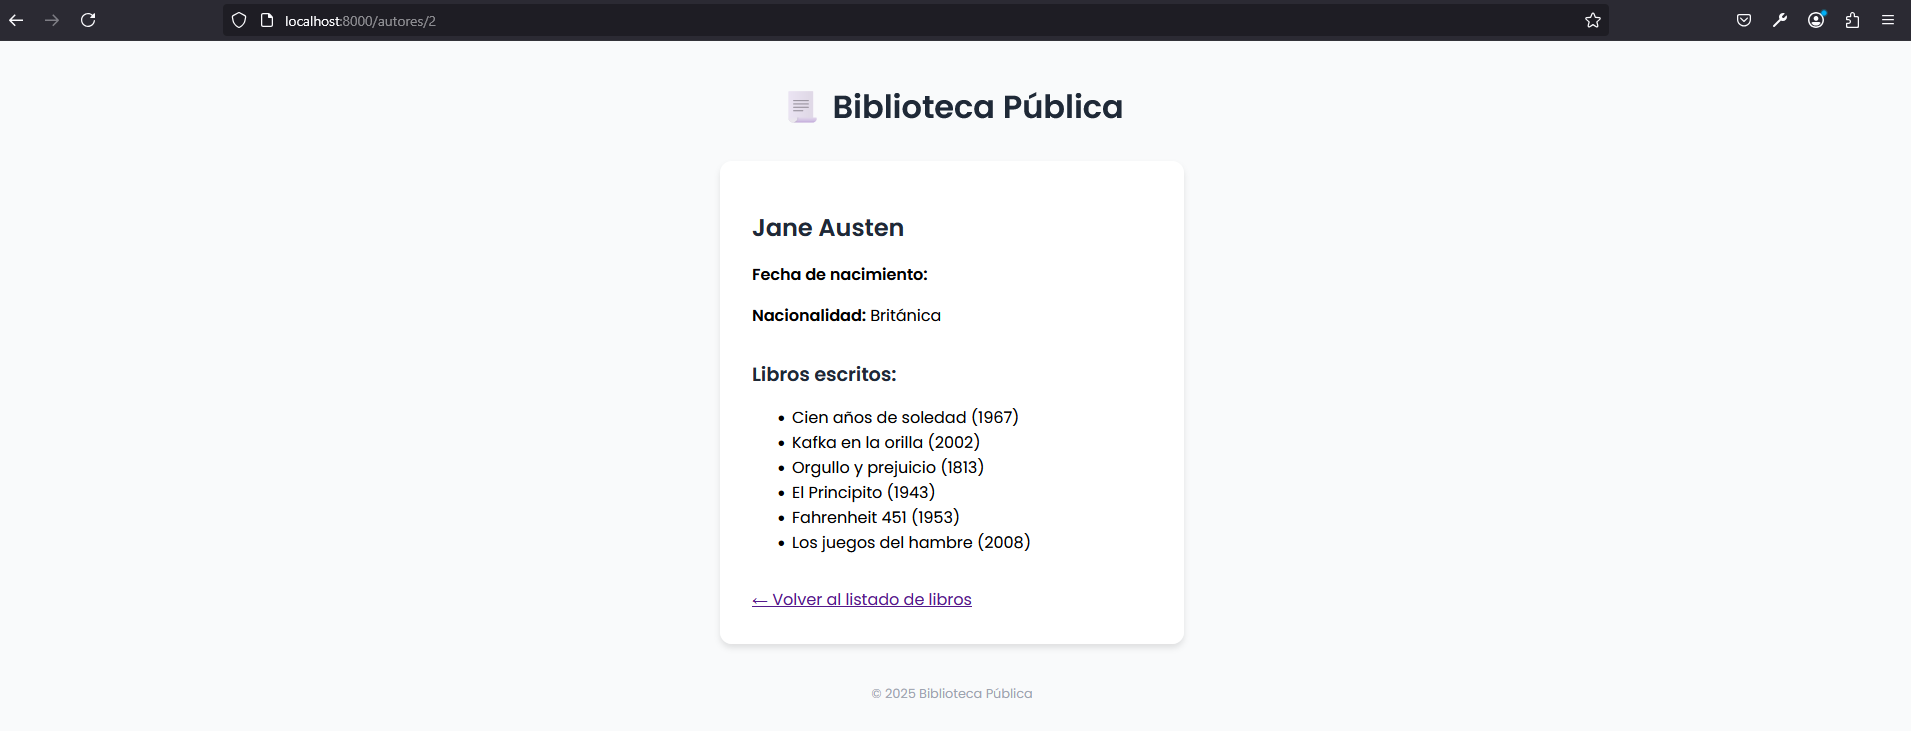 localhost:8000/autores/2
Biblioteca Pública
Jane Austen
Fecha de nacimiento:
Nacionalidad: Británica
Libros escritos:
• Cien años de soledad (1967)
• Kafka en la orilla (2002)
• Orgullo y prejuicio (1813)
• El Principito (1943)
• Fahrenheit 451 (1953)
• Los juegos del hambre (2008)
← Volver al listado de libros
© 2025 Biblioteca Pública